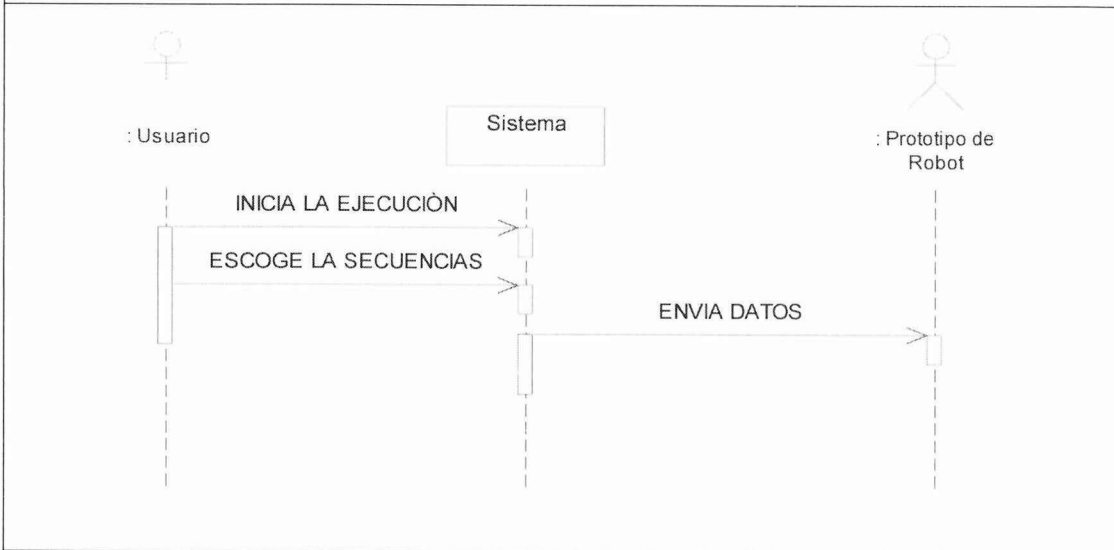 : Usuario
Sistema
: Prototipo de
Robot
INICIA LA EJECUCIÒN
ESCOGE LA SECUENCIAS
ENVIA DATOS